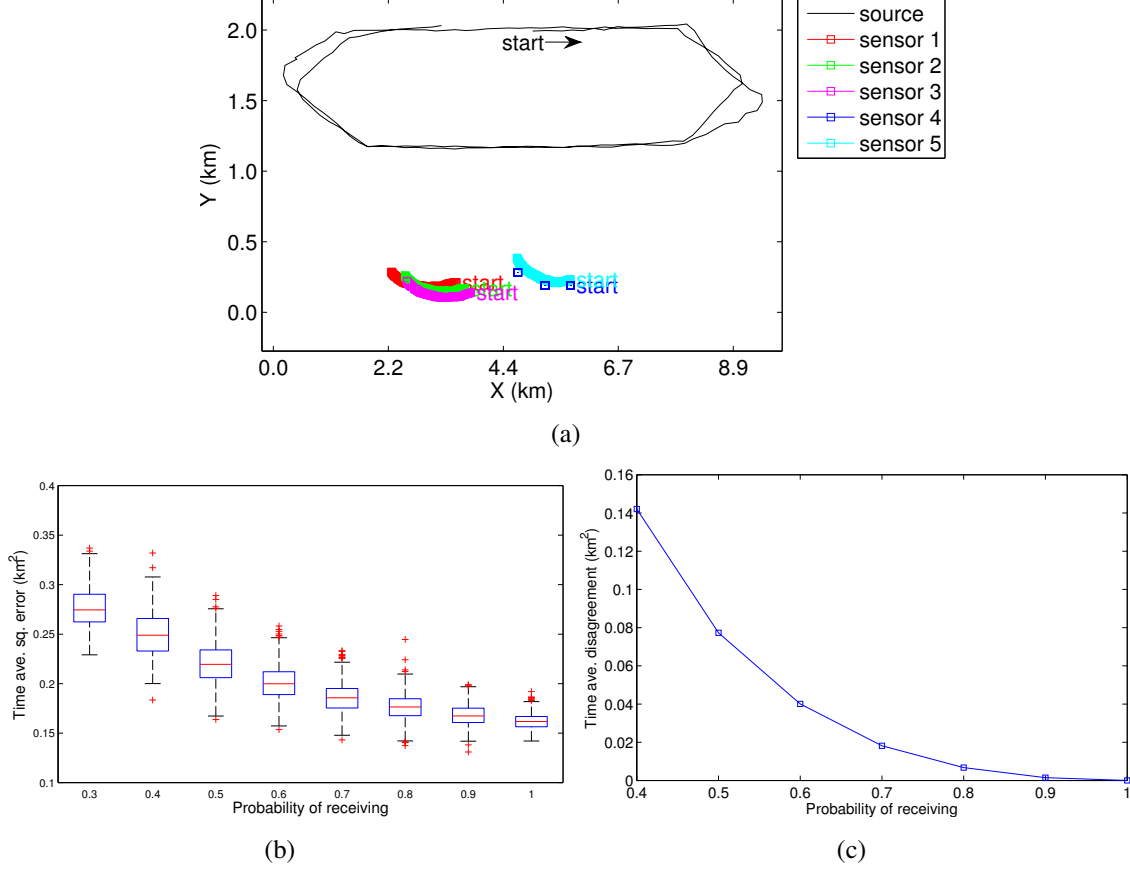 2.0
1.5
1.0
0.5
0.0
Y (km)
start
source
sensor 1
sensor 2
sensor 3
sensor 4
sensor 5
start
start
start
start
start
0.0 2.2 4.4 6.7 8.9
X (km)
(a)
0.4
0.35
0.3
0.25
0.2
0.15
0.1
Time ave. sq. error (km²)
0.3 0.4 0.5 0.6 0.7 0.8 0.9 1
Probability of receiving
(b)
0.16
0.14
0.12
0.1
0.08
0.06
0.04
0.02
0
Time ave. disagreement (km²)
0.4 0.5 0.6 0.7 0.8 0.9 1
Probability of receiving
(c)